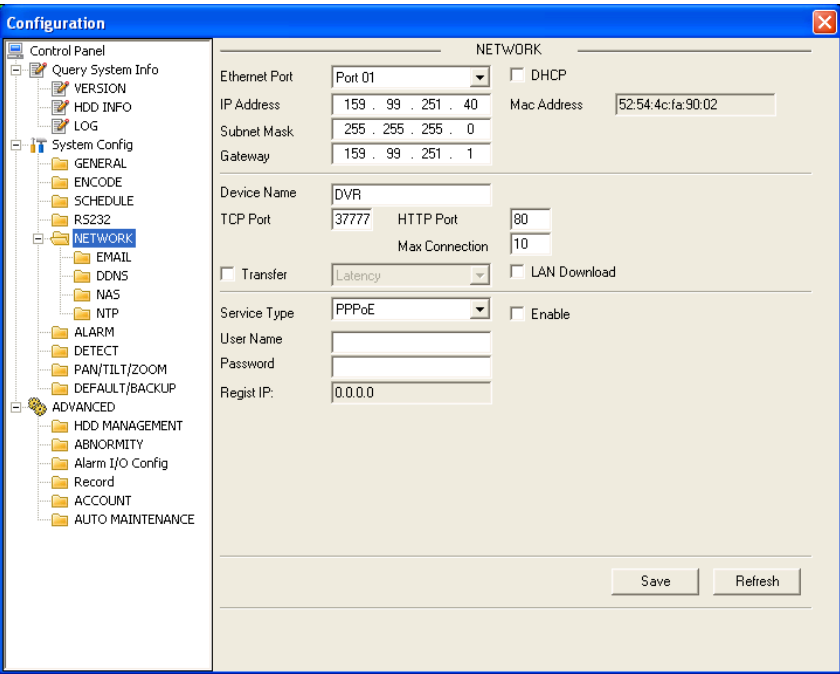 Configuration
Control Panel
Query System Info
VERSION
HDD INFO
LOG
System Config
GENERAL
ENCODE
SCHEDULE
RS232
NETWORK
EMAIL
DDNS
NAS
NTP
ALARM
DETECT
PAN/TILT/ZOOM
DEFAULT/BACKUP
ADVANCED
HDD MANAGEMENT
ABNORMITY
Alarm I/O Config
Record
ACCOUNT
AUTO MAINTENANCE
NETWORK
Ethernet Port Port 01 DHCP
IP Address 159 . 99 . 251 . 40 Mac Address 52:54:4c:fa:90:02
Subnet Mask 255 . 255 . 255 . 0
Gateway 159 . 99 . 251 . 1
Device Name DVR
TCP Port 37777 HTTP Port 80
Max Connection 10
Transfer Latency LAN Download
Service Type PPPoE Enable
User Name
Password
Regist IP: 0.0.0.0
Save Refresh